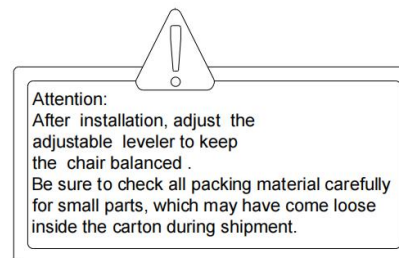 Attention:
After installation, adjust the
adjustable leveler to keep
the chair balanced .
Be sure to check all packing material carefully
for small parts, which may have come loose
inside the carton during shipment.